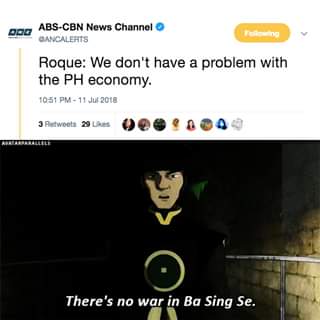 ABS-CBN News Channel
@ANCALERTS
Following
Roque: We don't have a problem with
the PH economy.
10:51 PM - 11 Jul 2018
3 Retweets 29 Likes
AVATARPARALLELS
There's no war in Ba Sing Se.